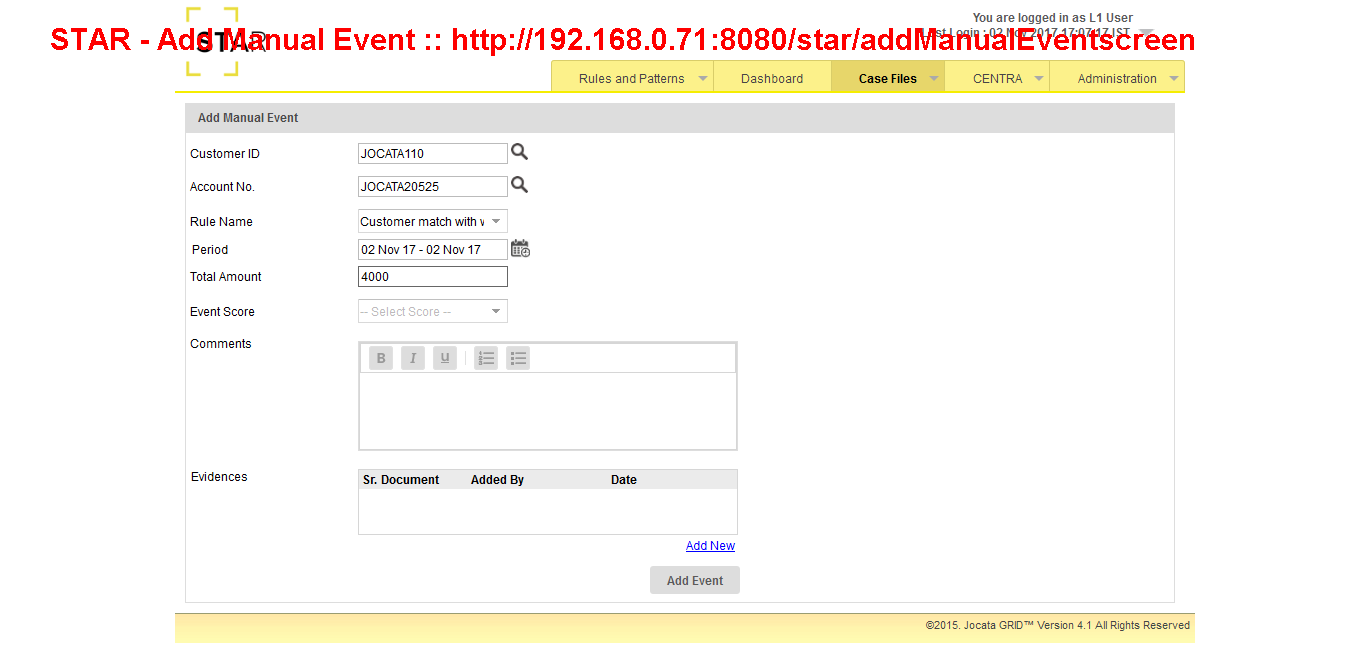 You are logged in as L1 User
STAR
STAR - Add Manual Event :: http://192.168.0.71:8080/star/addManualEventscreen
Last Login : 02 Nov 2017 17:07:17 IST
Rules and Patterns Dashboard Case Files CENTRA Administration
Add Manual Event
Customer ID JOCATA110
Account No. JOCATA20525
Rule Name Customer match with w
Period 02 Nov 17 - 02 Nov 17
Total Amount 4000
Event Score -- Select Score --
Comments
B I U
Evidences
Sr. Document Added By Date
Add New
Add Event
©2015. Jocata GRID™ Version 4.1 All Rights Reserved